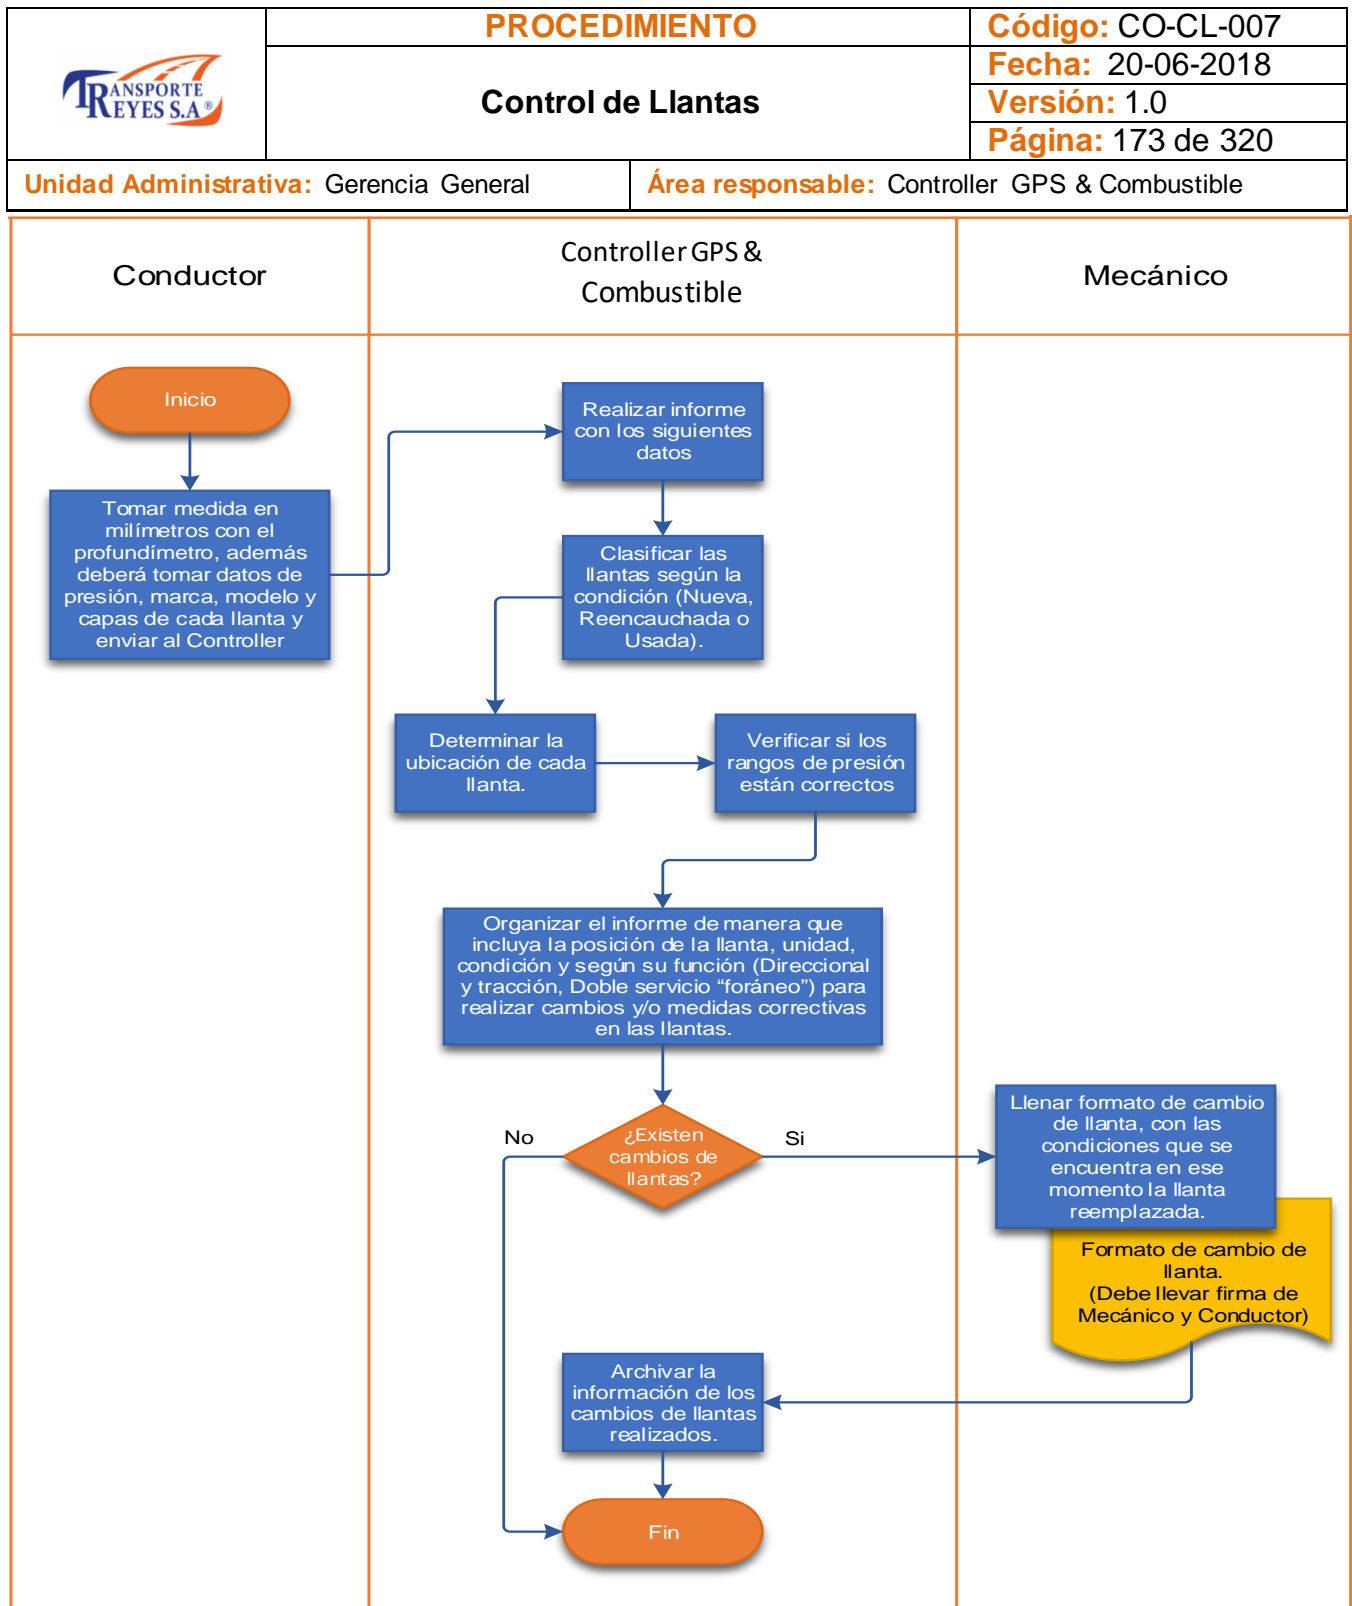 TRANSPORTE
REYES S.A ®
PROCEDIMIENTO
Control de Llantas
Código: CO-CL-007
Fecha: 20-06-2018
Versión: 1.0
Página: 173 de 320
Unidad Administrativa: Gerencia General
Área responsable: Controller GPS & Combustible
Conductor
Controller GPS &
Combustible
Mecánico
Inicio
Tomar medida en
milímetros con el
profundímetro, además
deberá tomar datos de
presión, marca, modelo y
capas de cada llanta y
enviar al Controller
Realizar informe
con los siguientes
datos
Clasificar las
llantas según la
condición (Nueva,
Reencauchada o
Usada).
Determinar la
ubicación de cada
llanta.
Verificar si los
rangos de presión
están correctos
Organizar el informe de manera que
incluya la posición de la llanta, unidad,
condición y según su función (Direccional
y tracción, Doble servicio “foráneo”) para
realizar cambios y/o medidas correctivas
en las llantas.
¿Existen
cambios de
llantas?
No
Si
Llenar formato de cambio
de llanta, con las
condiciones que se
encuentra en ese
momento la llanta
reemplazada.
Formato de cambio de
llanta.
(Debe llevar firma de
Mecánico y Conductor)
Archivar la
información de los
cambios de llantas
realizados.
Fin